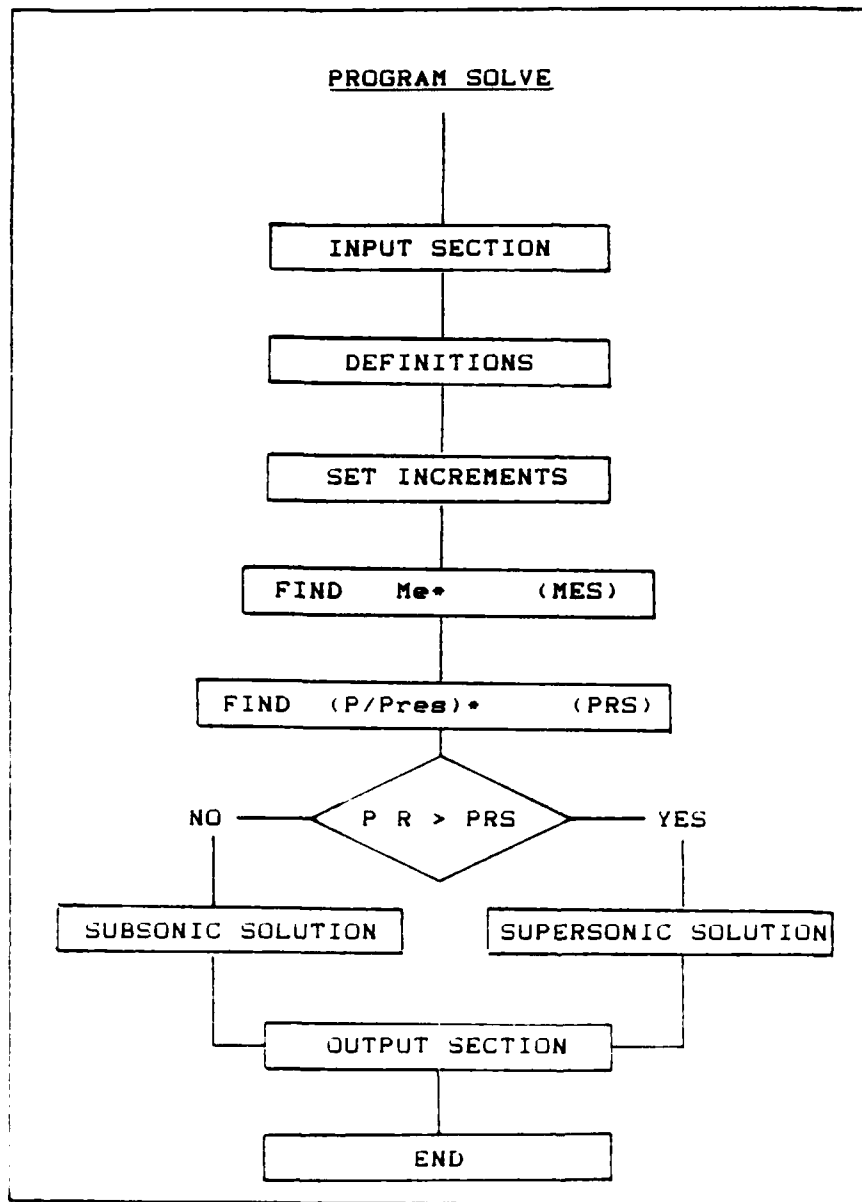 PROGRAM SOLVE
INPUT SECTION
DEFINITIONS
SET INCREMENTS
FIND Me* (MES)
FIND (P/Pres)* (PRS)
NO P R > PRS YES
SUBSONIC SOLUTION SUPERSONIC SOLUTION
OUTPUT SECTION
END